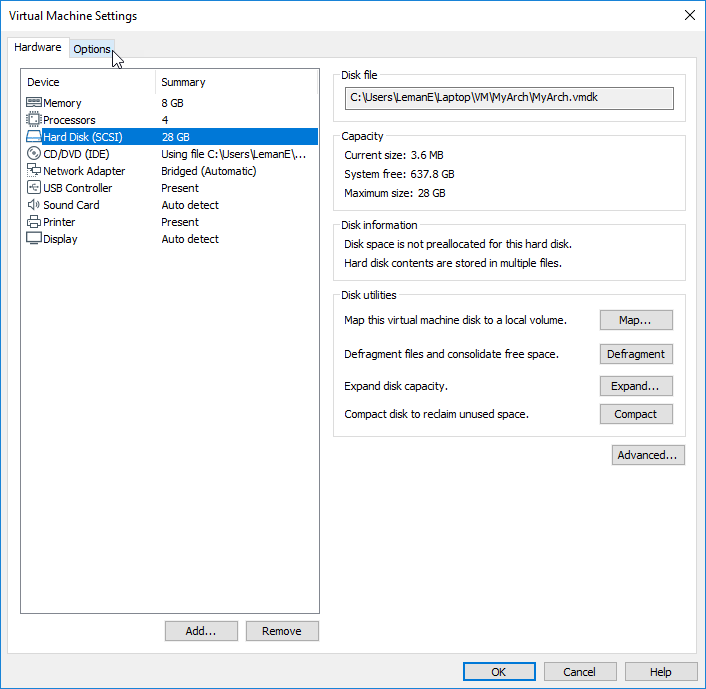 Virtual Machine Settings
Hardware Options
Device Summary
Memory 8 GB
Processors 4
Hard Disk (SCSI) 28 GB
CD/DVD (IDE) Using file C:\Users\LemanE\...
Network Adapter Bridged (Automatic)
USB Controller Present
Sound Card Auto detect
Printer Present
Display Auto detect
Add... Remove
Disk file
C:\Users\LemanE\Laptop\VM\MyArch\MyArch.vmdk
Capacity
Current size: 3.6 MB
System free: 637.8 GB
Maximum size: 28 GB
Disk information
Disk space is not preallocated for this hard disk.
Hard disk contents are stored in multiple files.
Disk utilities
Map this virtual machine disk to a local volume. Map...
Defragment files and consolidate free space. Defragment
Expand disk capacity. Expand...
Compact disk to reclaim unused space. Compact
Advanced...
OK Cancel Help